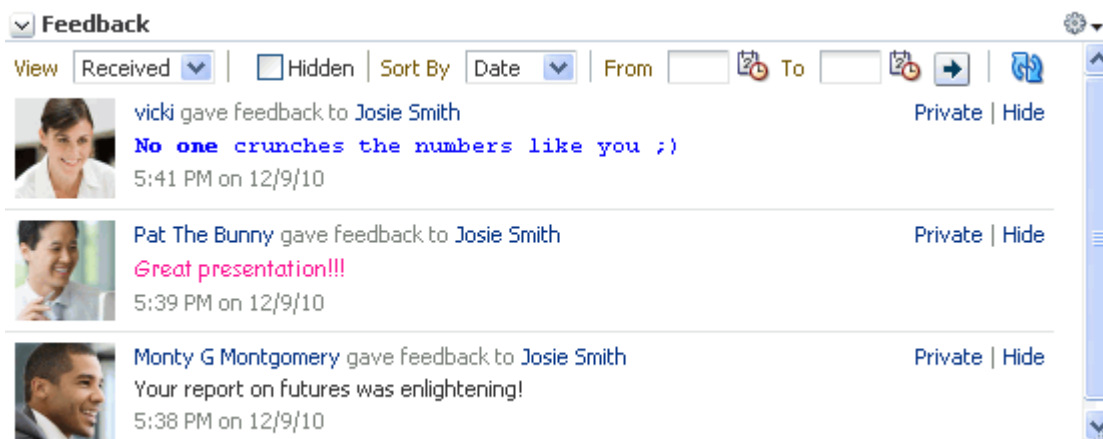 Feedback
View Received Hidden Sort By Date From To
vicki gave feedback to Josie Smith Private | Hide
No one crunches the numbers like you ;)
5:41 PM on 12/9/10
Pat The Bunny gave feedback to Josie Smith Private | Hide
Great presentation!!!
5:39 PM on 12/9/10
Monty G Montgomery gave feedback to Josie Smith Private | Hide
Your report on futures was enlightening!
5:38 PM on 12/9/10